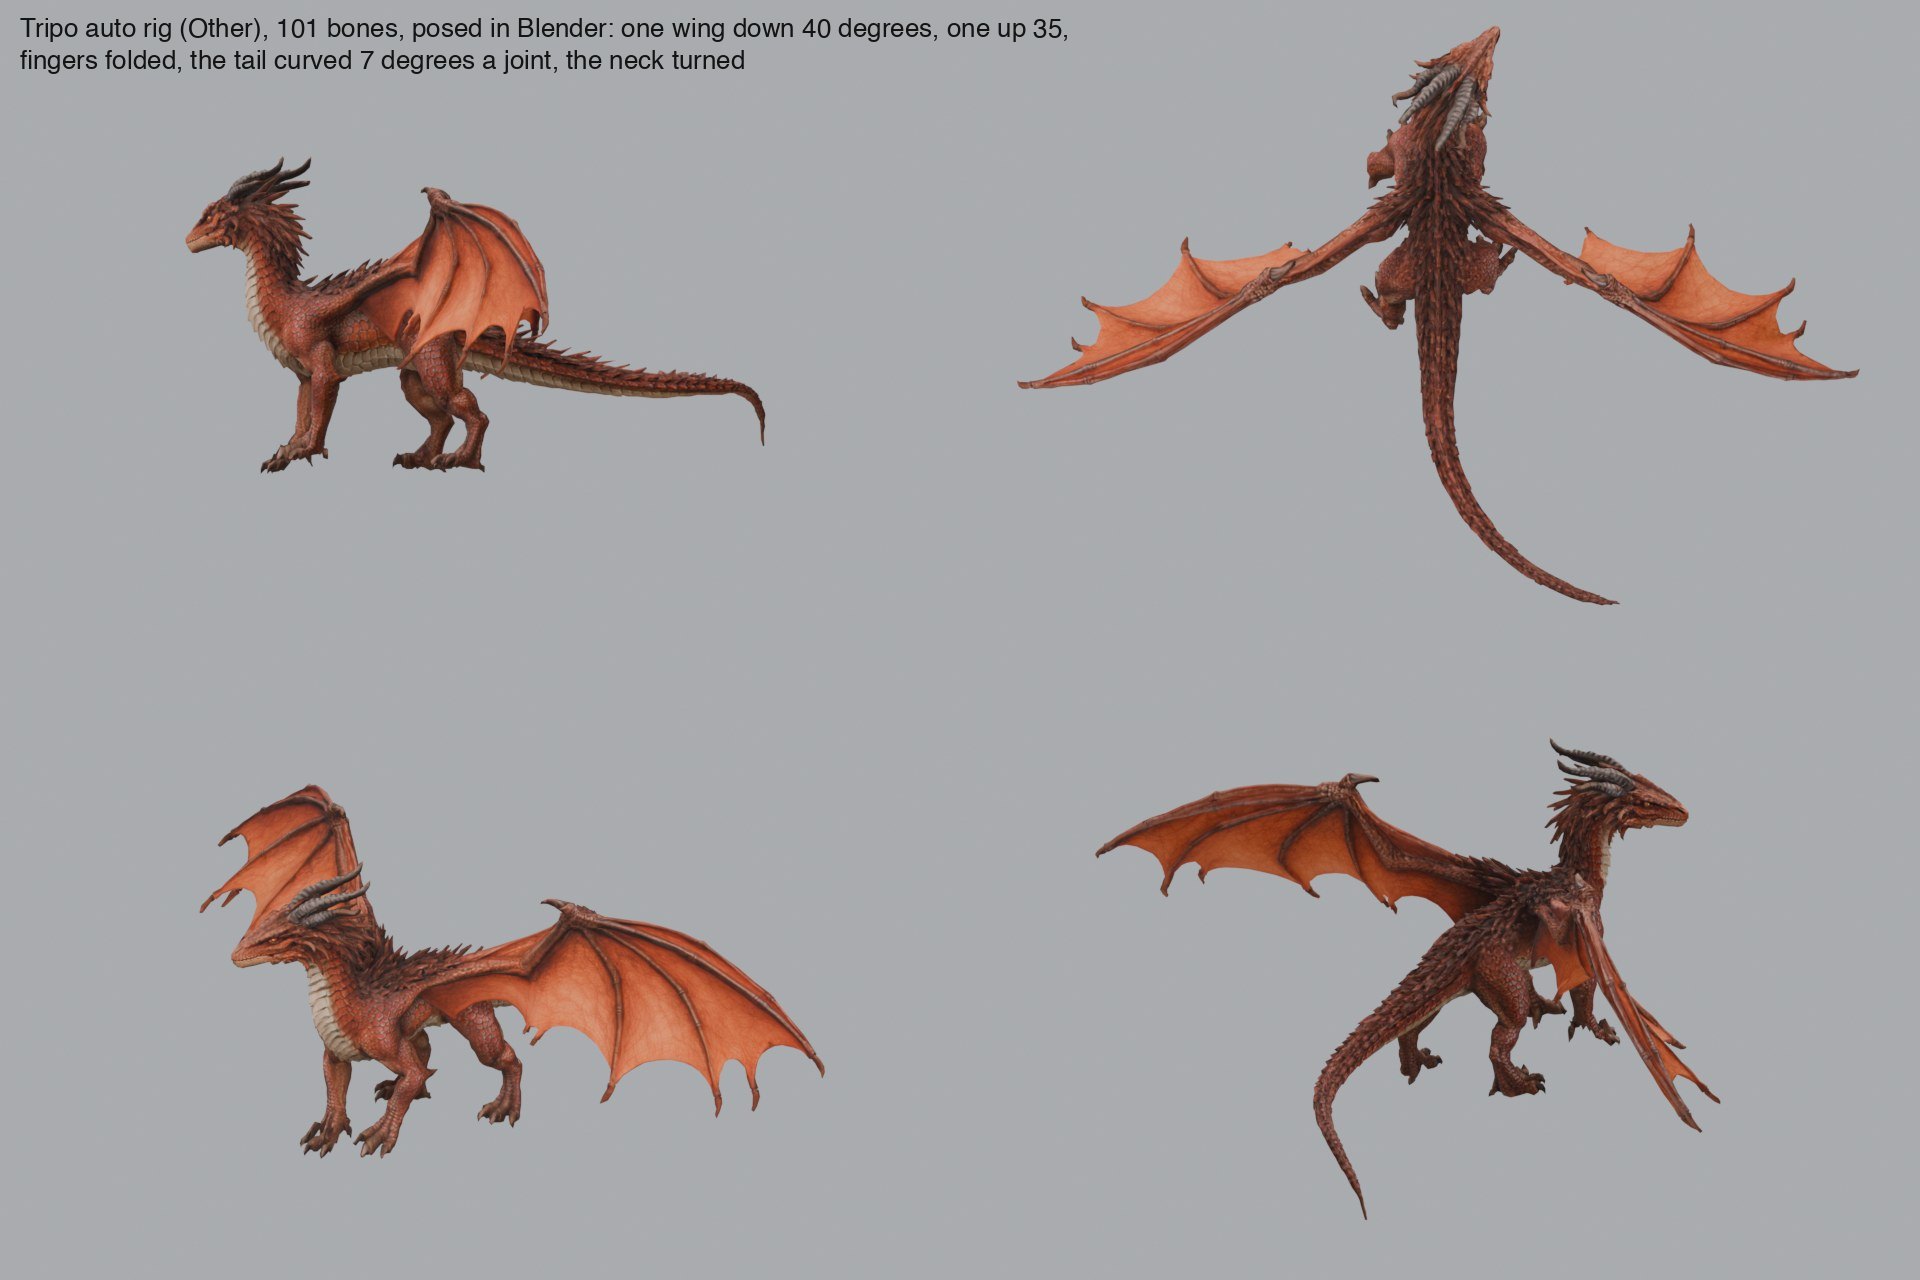 Tripo auto rig (Other), 101 bones, posed in Blender: one wing down 40 degrees, one up 35,
fingers folded, the tail curved 7 degrees a joint, the neck turned